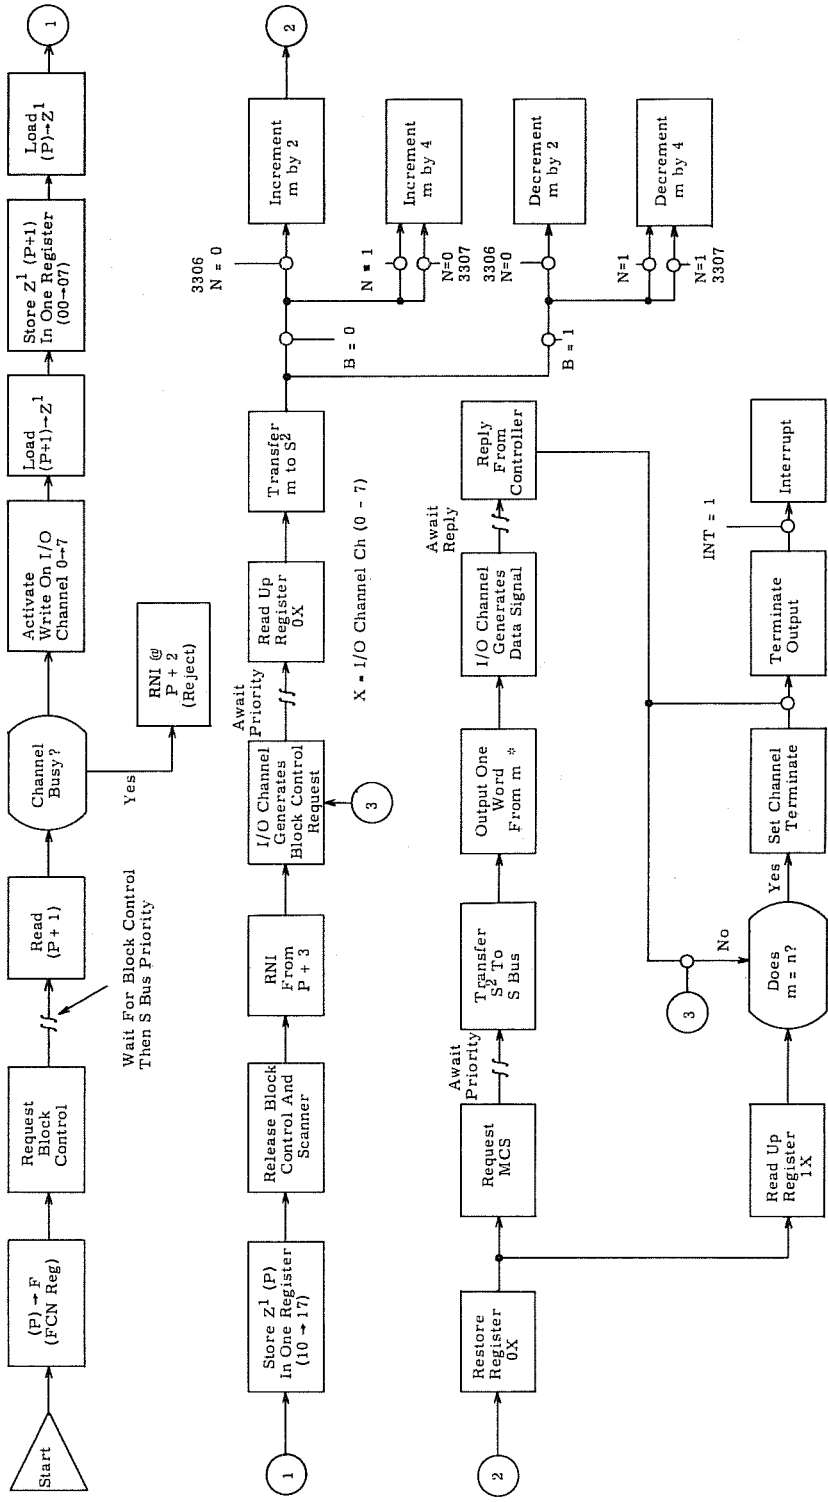 Start
(P) → F
(FCN Reg)
Request
Block
Control
Wait For Block Control
Then S Bus Priority
Read
(P + 1)
Channel
Busy?
Yes
RNI @
P + 2
(Reject)
Activate
Write On I/O
Channel 0→7
Load
(P+1)→Z¹
Store Z¹ (P+1)
In One Register
(00→07)
Load
(P)→Z¹
1
1
Store Z¹ (P)
In One Register
(10 → 17)
Release Block
Control And
Scanner
RNI
From
P + 3
I/O Channel
Generates
Block Control
Request
3
Await
Priority
Read Up
Register
0X
X = I/O Channel Ch (0 - 7)
Transfer
m to S²
B = 0
B = 1
3306
N = 0
Increment
m by 2
2
N = 1
N=0
3307
Increment
m by 4
3306
N=0
Decrement
m by 2
N=1
N=1
3307
Decrement
m by 4
2
Restore
Register
0X
Request
MCS
Await
Priority
Transfer
S² To
S Bus
Output One
Word
From m *
I/O Channel
Generates
Data Signal
Await
Reply
Reply
From
Controller
Read Up
Register
1X
Does
m = n?
No
3
Yes
Set Channel
Terminate
Terminate
Output
INT = 1
Interrupt